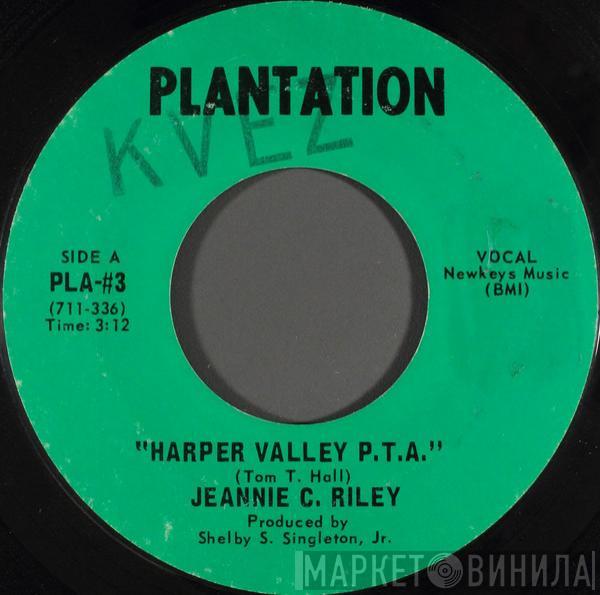 PLANTATION
KVEZ
SIDE A
PLA-#3
(711-336)
Time: 3:12
VOCAL
Newkeys Music
(BMI)
"HARPER VALLEY P.T.A."
(Tom T. Hall)
JEANNIE C. RILEY
Produced by
Shelby S. Singleton, Jr.
МАРКЕТ ВИНИЛА